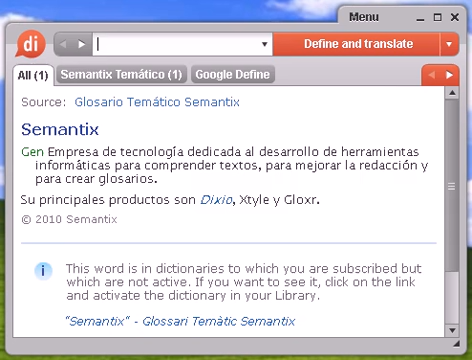 Menu
di
Define and translate
All (1) Semantix Temático (1) Google Define
Source: Glosario Temático Semantix
Semantix
Gen Empresa de tecnología dedicada al desarrollo de herramientas
informáticas para comprender textos, para mejorar la redacción y
para crear glosarios.
Su principales productos son Dixio, Xtyle y Gloxr.
© 2010 Semantix
i
This word is in dictionaries to which you are subscribed but
which are not active. If you want to see it, click on the link
and activate the dictionary in your Library.
"Semantix" - Glossari Temàtic Semantix